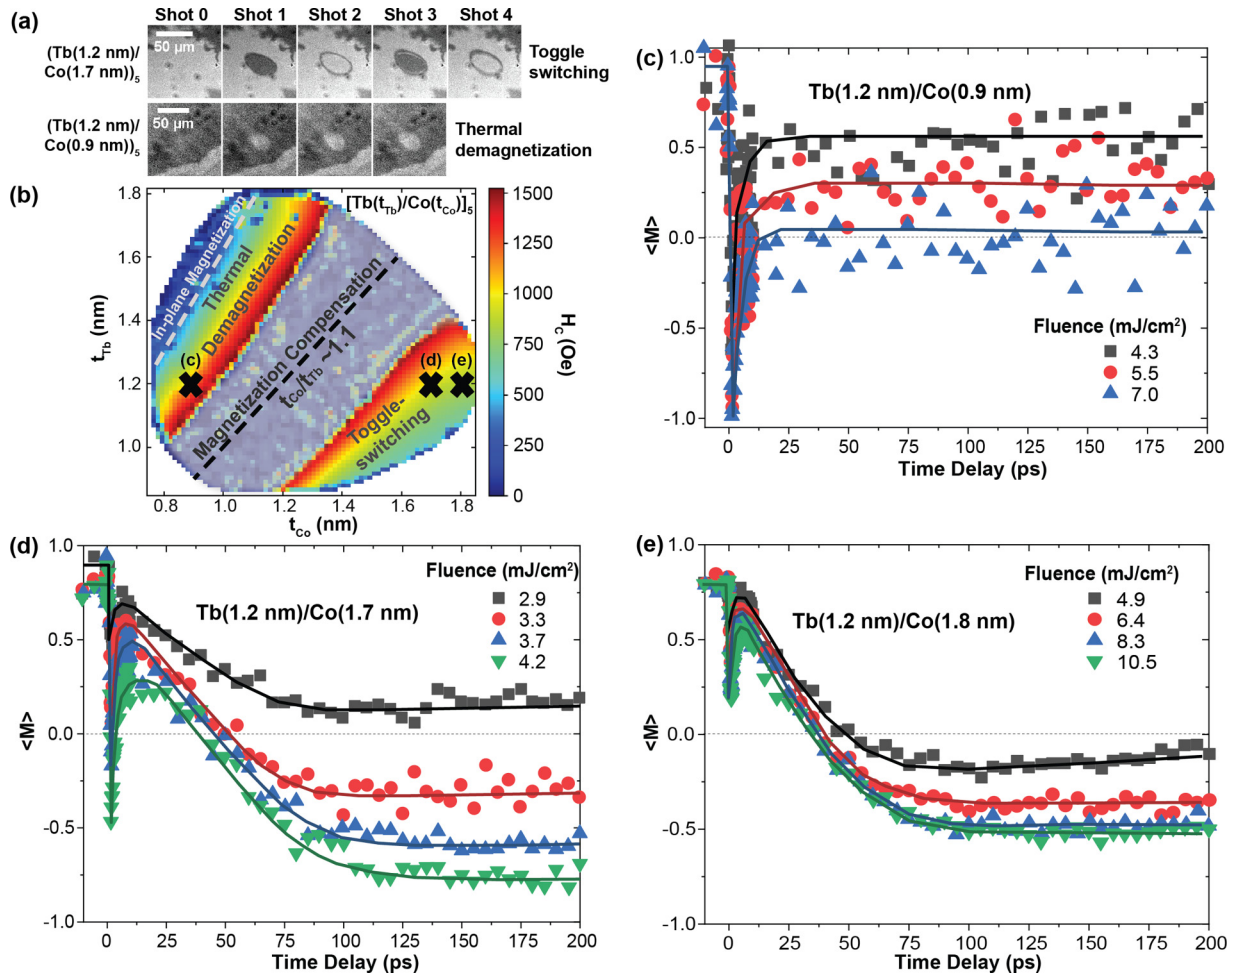 (a)
Shot 0 Shot 1 Shot 2 Shot 3 Shot 4
(Tb(1.2 nm)/
Co(1.7 nm))₅
50 µm
Toggle
switching
(Tb(1.2 nm)/
Co(0.9 nm))₅
50 µm
Thermal
demagnetization
(b)
[Tb(t_Tb)/Co(t_Co)]₅
In-plane Magnetization
Thermal
Demagnetization
Magnetization Compensation
t_Co/t_Tb ~1.1
Toggle-
switching
(c)
(d)
(e)
1.8
1.6
1.4
1.2
1.0
t_Tb (nm)
0.8 1.0 1.2 1.4 1.6 1.8
t_Co (nm)
1500
1250
1000
750
500
250
0
H_C (Oe)
(c)
Tb(1.2 nm)/Co(0.9 nm)
1.0
0.5
0.0
-0.5
-1.0
<M>
Fluence (mJ/cm²)
4.3
5.5
7.0
0 25 50 75 100 125 150 175 200
Time Delay (ps)
(d)
Tb(1.2 nm)/Co(1.7 nm)
Fluence (mJ/cm²)
2.9
3.3
3.7
4.2
1.0
0.5
0.0
-0.5
-1.0
<M>
0 25 50 75 100 125 150 175 200
Time Delay (ps)
(e)
Tb(1.2 nm)/Co(1.8 nm)
Fluence (mJ/cm²)
4.9
6.4
8.3
10.5
1.0
0.5
0.0
-0.5
-1.0
<M>
0 25 50 75 100 125 150 175 200
Time Delay (ps)